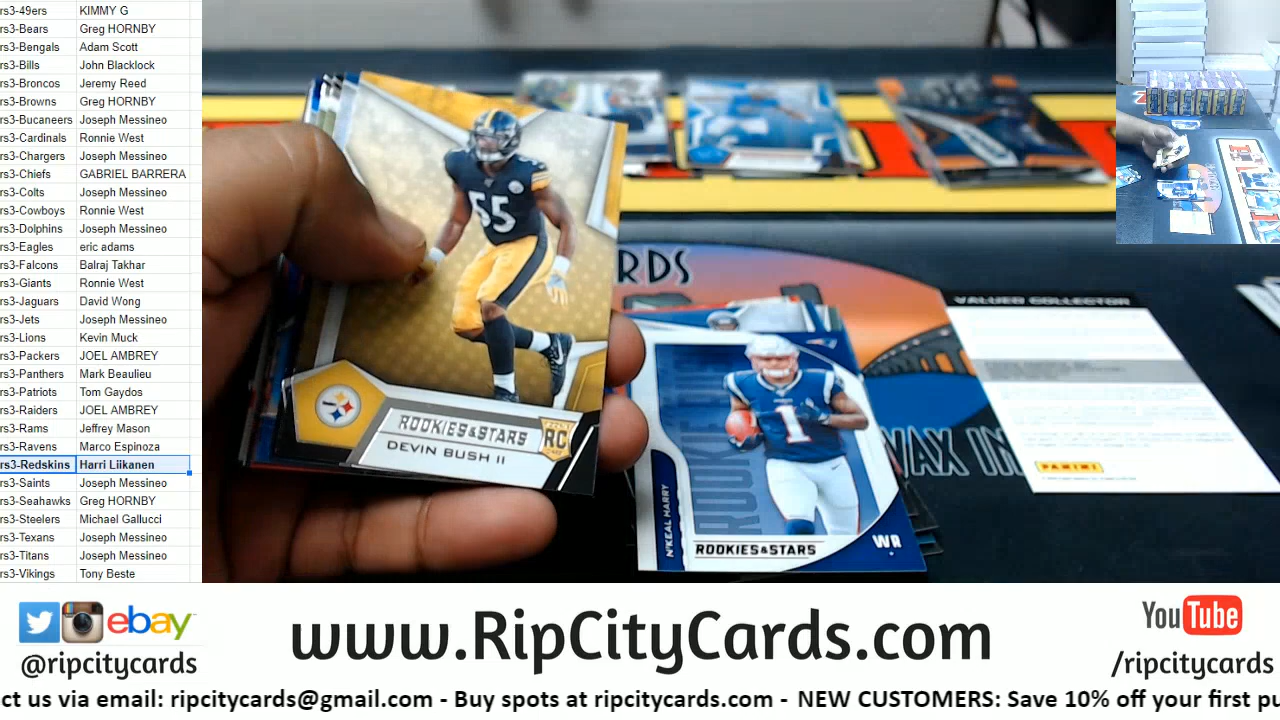 rs3-49ers KIMMY G
rs3-Bears Greg HORNBY
rs3-Bengals Adam Scott
rs3-Bills John Blacklock
rs3-Broncos Jeremy Reed
rs3-Browns Greg HORNBY
rs3-Bucaneers Joseph Messineo
rs3-Cardinals Ronnie West
rs3-Chargers Joseph Messineo
rs3-Chiefs GABRIEL BARRERA
rs3-Colts Joseph Messineo
rs3-Cowboys Ronnie West
rs3-Dolphins Joseph Messineo
rs3-Eagles eric adams
rs3-Falcons Balraj Takhar
rs3-Giants Ronnie West
rs3-Jaguars David Wong
rs3-Jets Joseph Messineo
rs3-Lions Kevin Muck
rs3-Packers JOEL AMBREY
rs3-Panthers Mark Beaulieu
rs3-Patriots Tom Gaydos
rs3-Raiders JOEL AMBREY
rs3-Rams Jeffrey Mason
rs3-Ravens Marco Espinoza
rs3-Redskins Harri Liikanen
rs3-Saints Joseph Messineo
rs3-Seahawks Greg HORNBY
rs3-Steelers Michael Gallucci
rs3-Texans Joseph Messineo
rs3-Titans Joseph Messineo
rs3-Vikings Tony Beste
55
ROOKIES & STARS
RC
DEVIN BUSH II
RDS
VALUED COLLECTOR
WAX IN
PANINI
1
N'KEAL HARRY
ROOKIES & STARS
WR
ebay
@ripcitycards
www.RipCityCards.com
YouTube
/ripcitycards
ct us via email: ripcitycards@gmail.com - Buy spots at ripcitycards.com - NEW CUSTOMERS: Save 10% off your first pu